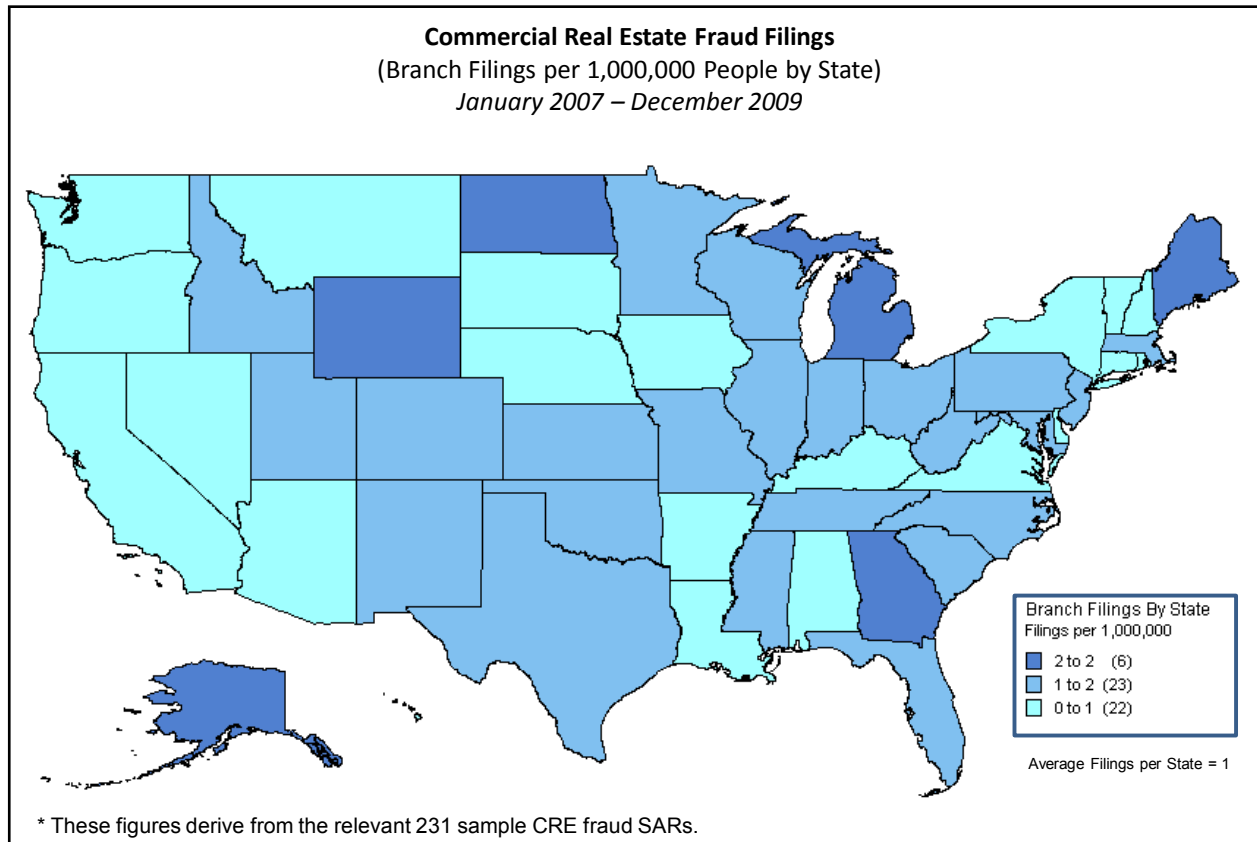 Commercial Real Estate Fraud Filings
(Branch Filings per 1,000,000 People by State)
January 2007 – December 2009
Branch Filings By State
Filings per 1,000,000
2 to 2 (6)
1 to 2 (23)
0 to 1 (22)
Average Filings per State = 1
* These figures derive from the relevant 231 sample CRE fraud SARs.